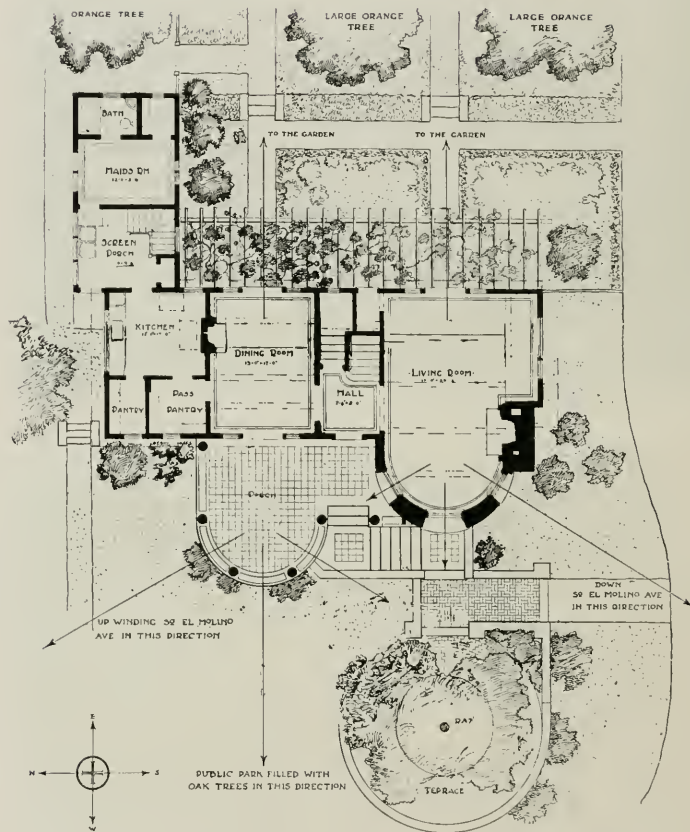 ORANGE TREE
LARGE ORANGE
TREE
LARGE ORANGE
TREE
BATH
TO THE GARDEN
TO THE GARDEN
MAIDS RM
SCREEN
PORCH
KITCHEN
DINING ROOM
LIVING ROOM
HALL
PANTRY
PASS
PANTRY
PORCH
UP WINDING SO EL MOLINO
AVE IN THIS DIRECTION
DOWN
SO EL MOLINO AVE
IN THIS DIRECTION
E
N
S
W
PUBLIC PARK FILLED WITH
OAK TREES IN THIS DIRECTION
TERRACE